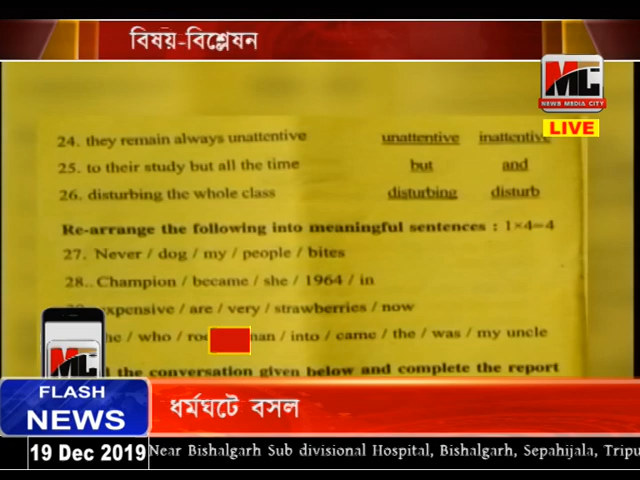 বিষয়-বিশ্লেষন
MC
NEWS MEDIA CITY
LIVE
24. they remain always unattentive unattentive inattentive
25. to their study but all the time but and
26. disturbing the whole class disturbing disturb
Re-arrange the following into meaningful sentences : 1×4=4
27. Never / dog / my / people / bites
28.. Champion / became / she / 1964 / in
expensive / are / very / strawberries / now
/ who / / into / came / the / was / my uncle
the conversation given below and complete the report
MC
FLASH
NEWS
ধর্মঘটে বসল
19 Dec 2019 Near Bishalgarh Sub divisional Hospital, Bishalgarh, Sepahijala,